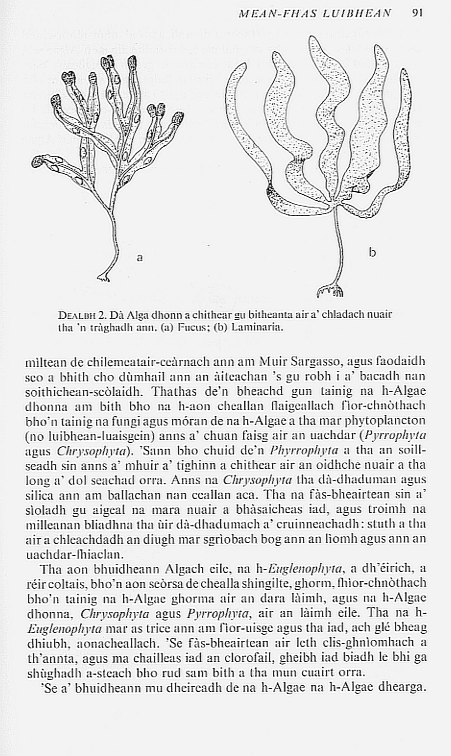 MEAN-FHAS LUIBHEAN 91
a
b
DEALBH 2. Dà Alga dhonn a chithear gu bitheanta air a' chladach nuair
tha 'n tràghadh ann. (a) Fucus; (b) Laminaria.
mìltean de chilemeatair-ceàrnach ann am Muir Sargasso, agus faodaidh
seo a bhith cho dùmhail ann an àiteachan 's gu robh i a' bacadh nan
soithichean-seòlaidh. Thathas de'n bheachd gun tainig na h-Algae
dhonna am bith bho na h-aon cheallan flaigeallach fìor-chnòthach
bho'n tainig na fungi agus móran de na h-Algae a tha mar phytoplancton
(no luibhean-luaisgein) anns a' chuan faisg air an uachdar (Pyrrophyta
agus Chrysophyta). 'Sann bho chuid de'n Phyrrophyta a tha an soill-
seadh sin anns a' mhuir a' tighinn a chithear air an oidhche nuair a tha
long a' dol seachad orra. Anns na Chrysophyta tha dà-dhaduman agus
silica ann am ballachan nan ceallan aca. Tha na fàs-bheairtean sin a'
sìoladh gu aigeal na mara nuair a bhàsaicheas iad, agus troimh na
milleanan bliadhna tha ùir dà-dhadumach a' cruinneachadh: stuth a tha
air a chleachdadh an diugh mar sgrìobach bog ann an lìomh agus ann an
uachdar-fhiaclan.
Tha aon bhuidheann Algach eile, na h-Euglenophyta, a dh'éirich, a
réir coltais, bho'n aon seòrsa de chealla shingilte, ghorm, fhìor-chnòthach
bho'n tainig na h-Algae ghorma air an dara làimh, agus na h-Algae
dhonna, Chrysophyta agus Pyrrophyta, air an làimh eile. Tha na h-
Euglenophyta mar as trice ann am fìor-uisge agus tha iad, ach glé bheag
dhiubh, aonacheallach. 'Se fàs-bheairtean air leth clis-ghnìomhach a
th'annta, agus ma chailleas iad an clorofail, gheibh iad biadh le bhi ga
shùghadh a-steach bho rud sam bith a tha mun cuairt orra.
'Se a' bhuidheann mu dheireadh de na h-Algae na h-Algae dhearga.